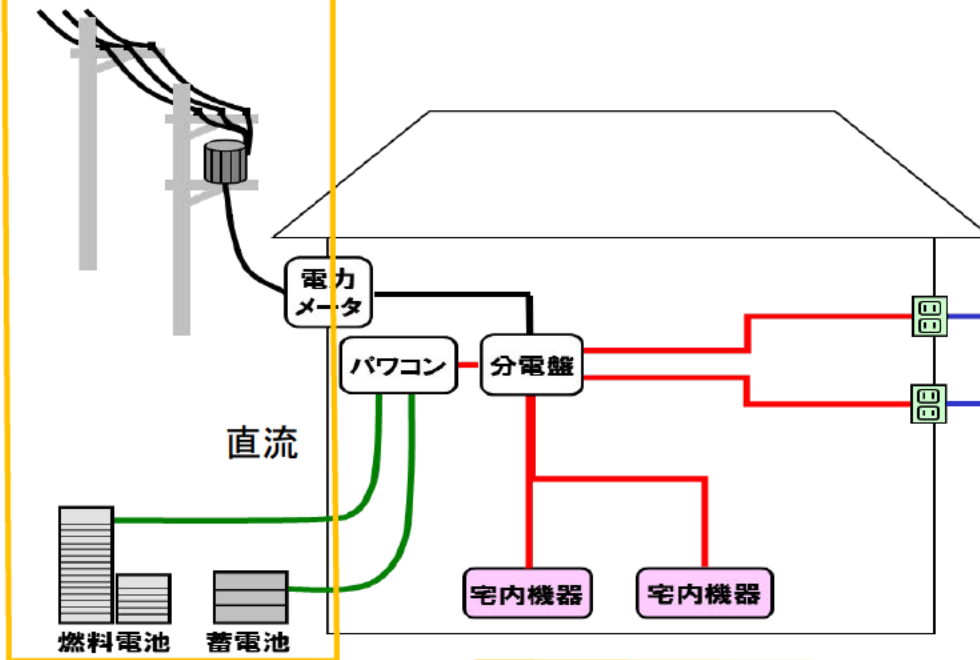 電力
メータ
パワコン
分電盤
直流
宅内機器
宅内機器
燃料電池
蓄電池